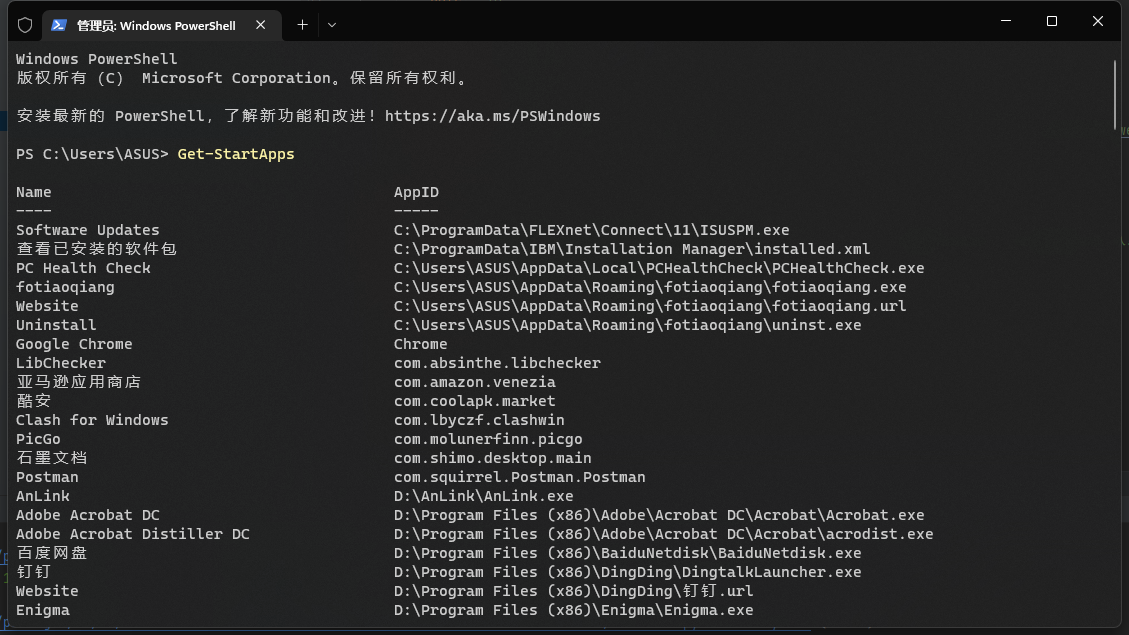 管理员: Windows PowerShell
Windows PowerShell
版权所有 (C) Microsoft Corporation。保留所有权利。
安装最新的 PowerShell，了解新功能和改进！https://aka.ms/PSWindows
PS C:\Users\ASUS> Get-StartApps
Name AppID
---- -----
Software Updates C:\ProgramData\FLEXnet\Connect\11\ISUSPM.exe
查看已安装的软件包 C:\ProgramData\IBM\Installation Manager\installed.xml
PC Health Check C:\Users\ASUS\AppData\Local\PCHealthCheck\PCHealthCheck.exe
fotiaoqiang C:\Users\ASUS\AppData\Roaming\fotiaoqiang\fotiaoqiang.exe
Website C:\Users\ASUS\AppData\Roaming\fotiaoqiang\fotiaoqiang.url
Uninstall C:\Users\ASUS\AppData\Roaming\fotiaoqiang\uninst.exe
Google Chrome Chrome
LibChecker com.absinthe.libchecker
亚马逊应用商店 com.amazon.venezia
酷安 com.coolapk.market
Clash for Windows com.lbyczf.clashwin
PicGo com.molunerfinn.picgo
石墨文档 com.shimo.desktop.main
Postman com.squirrel.Postman.Postman
AnLink D:\AnLink\AnLink.exe
Adobe Acrobat DC D:\Program Files (x86)\Adobe\Acrobat DC\Acrobat\Acrobat.exe
Adobe Acrobat Distiller DC D:\Program Files (x86)\Adobe\Acrobat DC\Acrobat\acrodist.exe
百度网盘 D:\Program Files (x86)\BaiduNetdisk\BaiduNetdisk.exe
钉钉 D:\Program Files (x86)\DingDing\DingtalkLauncher.exe
Website D:\Program Files (x86)\DingDing\钉钉.url
Enigma D:\Program Files (x86)\Enigma\Enigma.exe